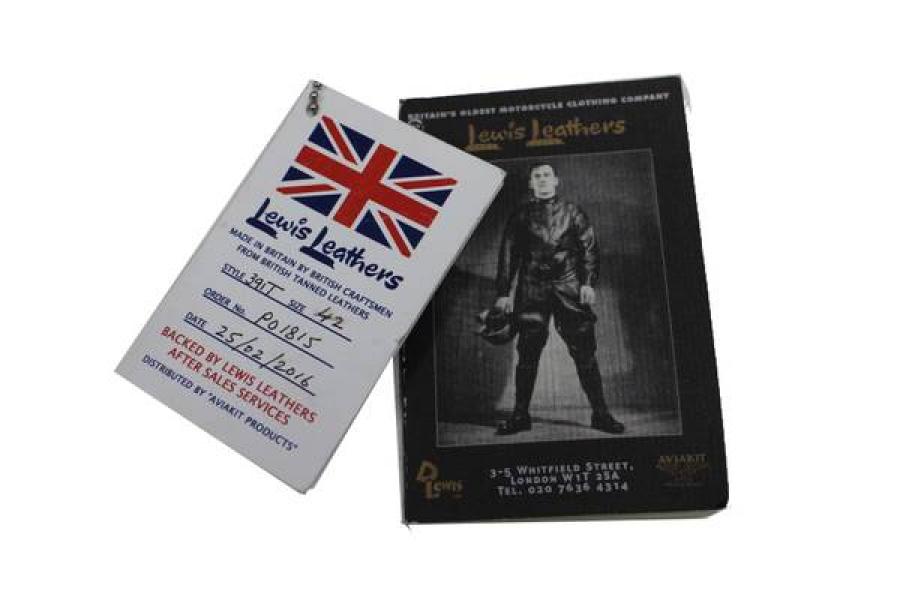 Lewis Leathers
MADE IN BRITAIN BY BRITISH CRAFTSMEN
FROM BRITISH TANNED LEATHERS
STYLE 391T SIZE 42
ORDER No. PO1815
DATE 25/02/2016
BACKED BY LEWIS LEATHERS
AFTER SALES SERVICES
DISTRIBUTED BY "AVIAKIT PRODUCTS"
BRITAIN'S OLDEST MOTORCYCLE CLOTHING COMPANY
Lewis Leathers
D Lewis
3-5 WHITFIELD STREET,
LONDON W1T 2SA
TEL. 020 7636 4314
AVIAKIT